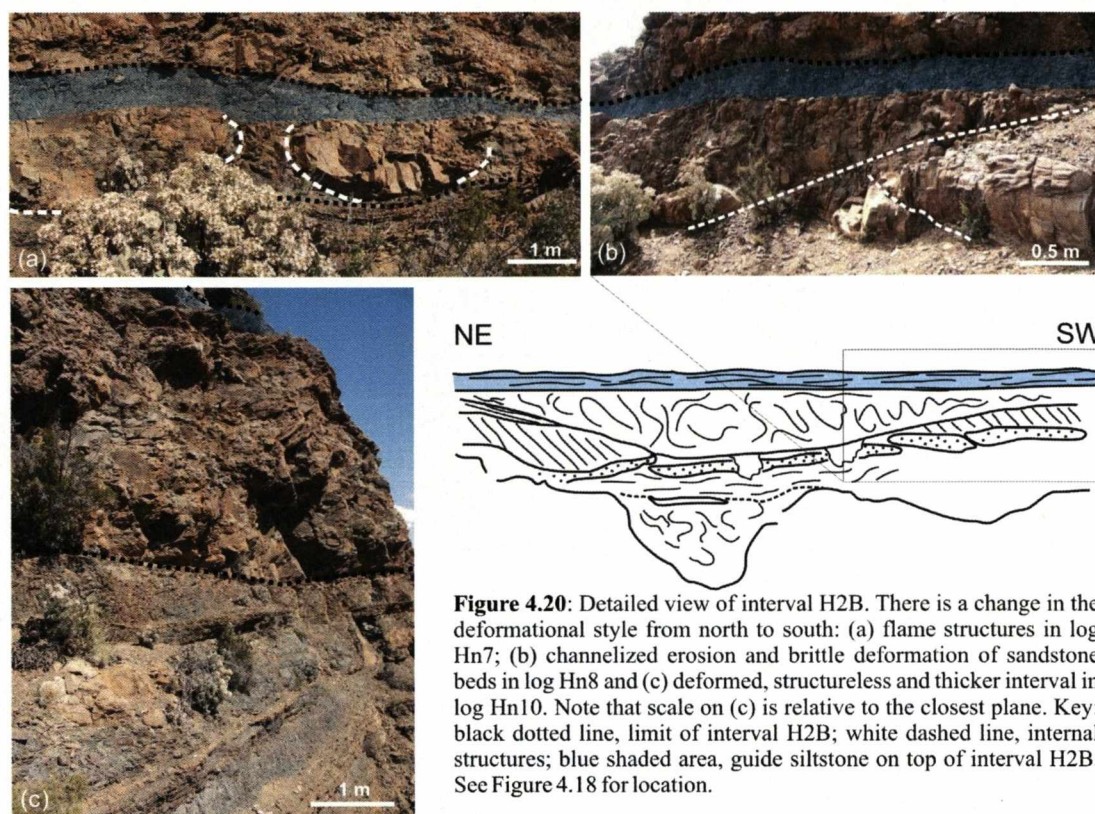 (a)
1 m
(b)
0.5 m
(c)
1 m
NE
SW
Figure 4.20: Detailed view of interval H2B. There is a change in the
deformational style from north to south: (a) flame structures in log
Hn7; (b) channelized erosion and brittle deformation of sandstone
beds in log Hn8 and (c) deformed, structureless and thicker interval in
log Hn10. Note that scale on (c) is relative to the closest plane. Key:
black dotted line, limit of interval H2B; white dashed line, internal
structures; blue shaded area, guide siltstone on top of interval H2B.
See Figure 4.18 for location.